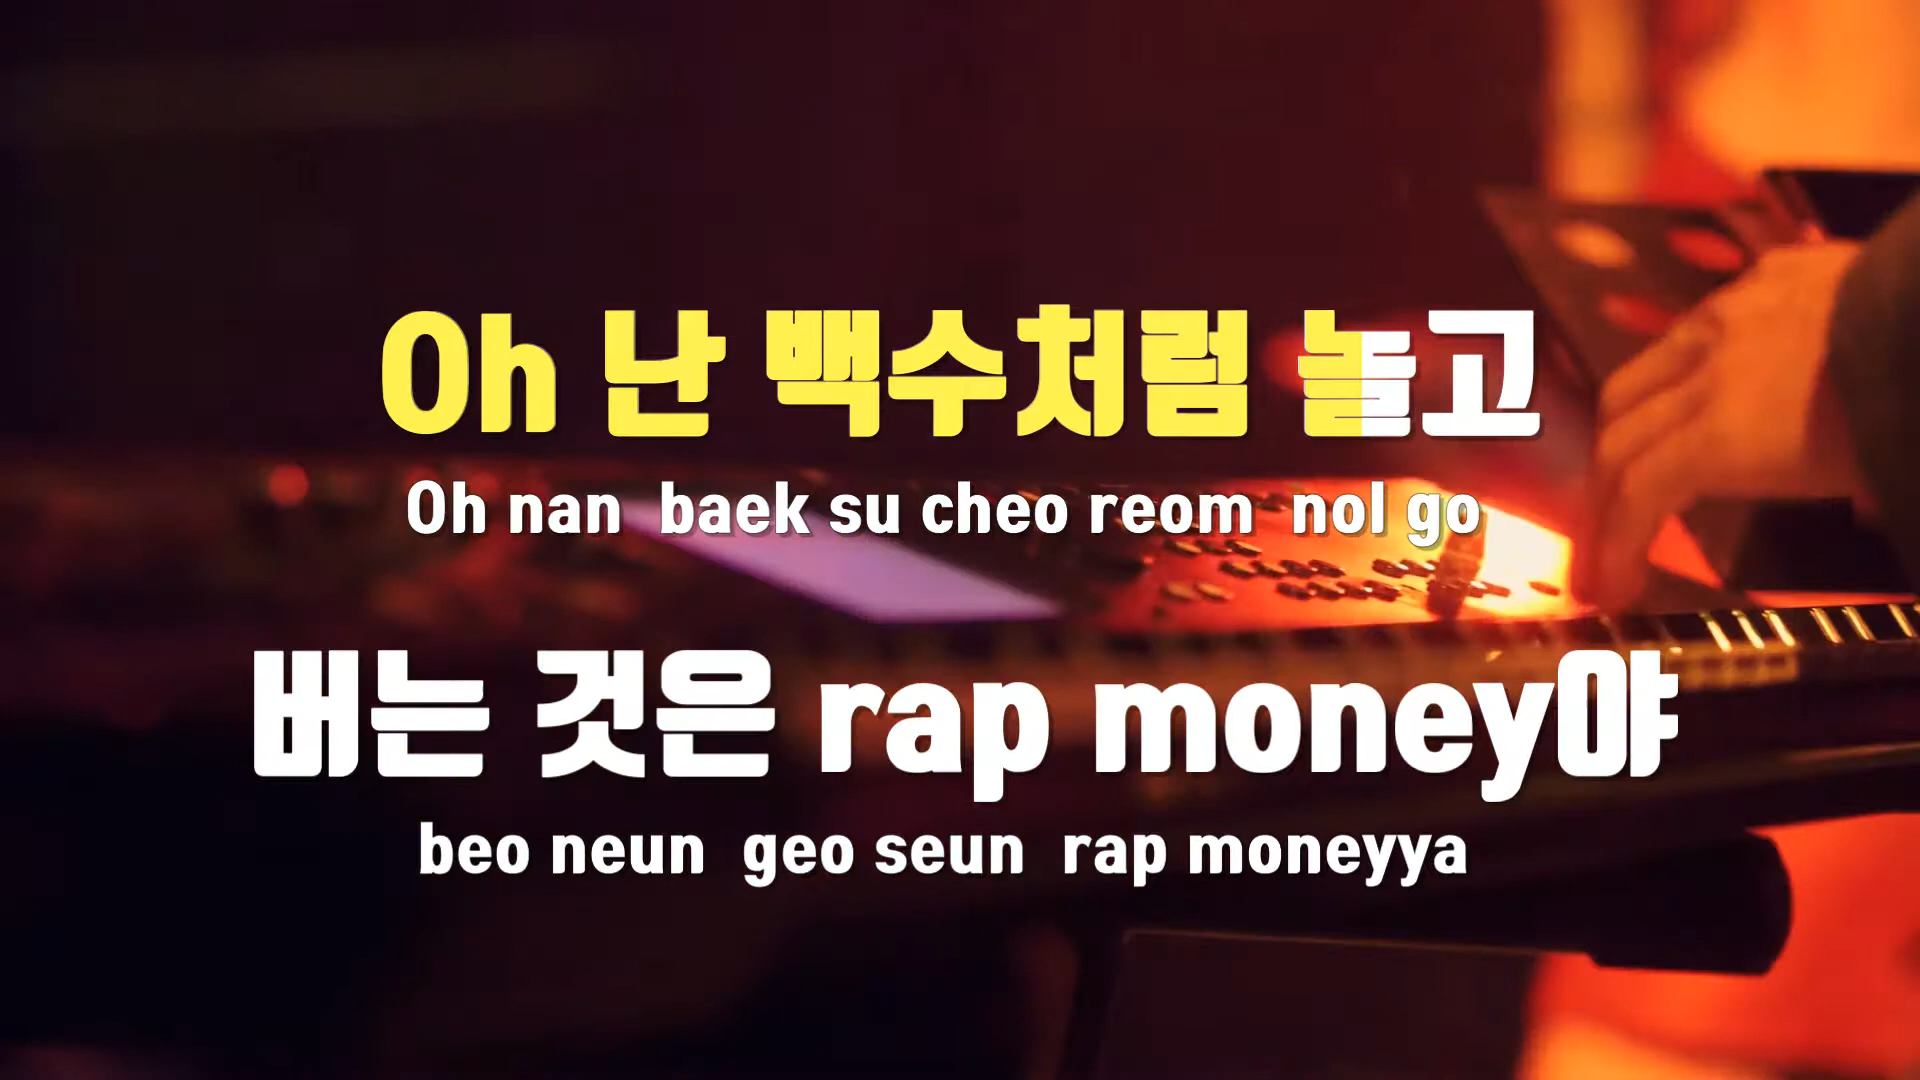 Oh 난 백수처럼 놀고
Oh nan baek su cheo reom nol go
버는 것은 rap money야
beo neun geo seun rap moneyya